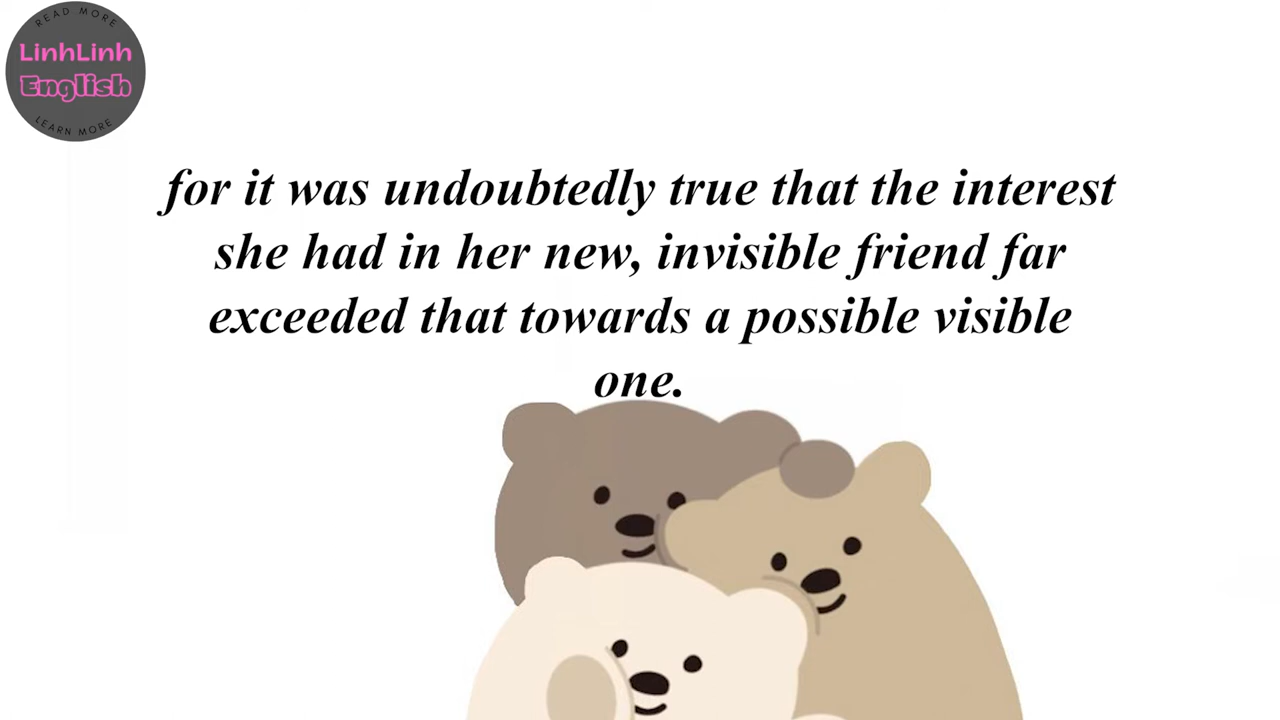 READ MORE
LinhLinh
English
LEARN MORE
for it was undoubtedly true that the interest
she had in her new, invisible friend far
exceeded that towards a possible visible
one.